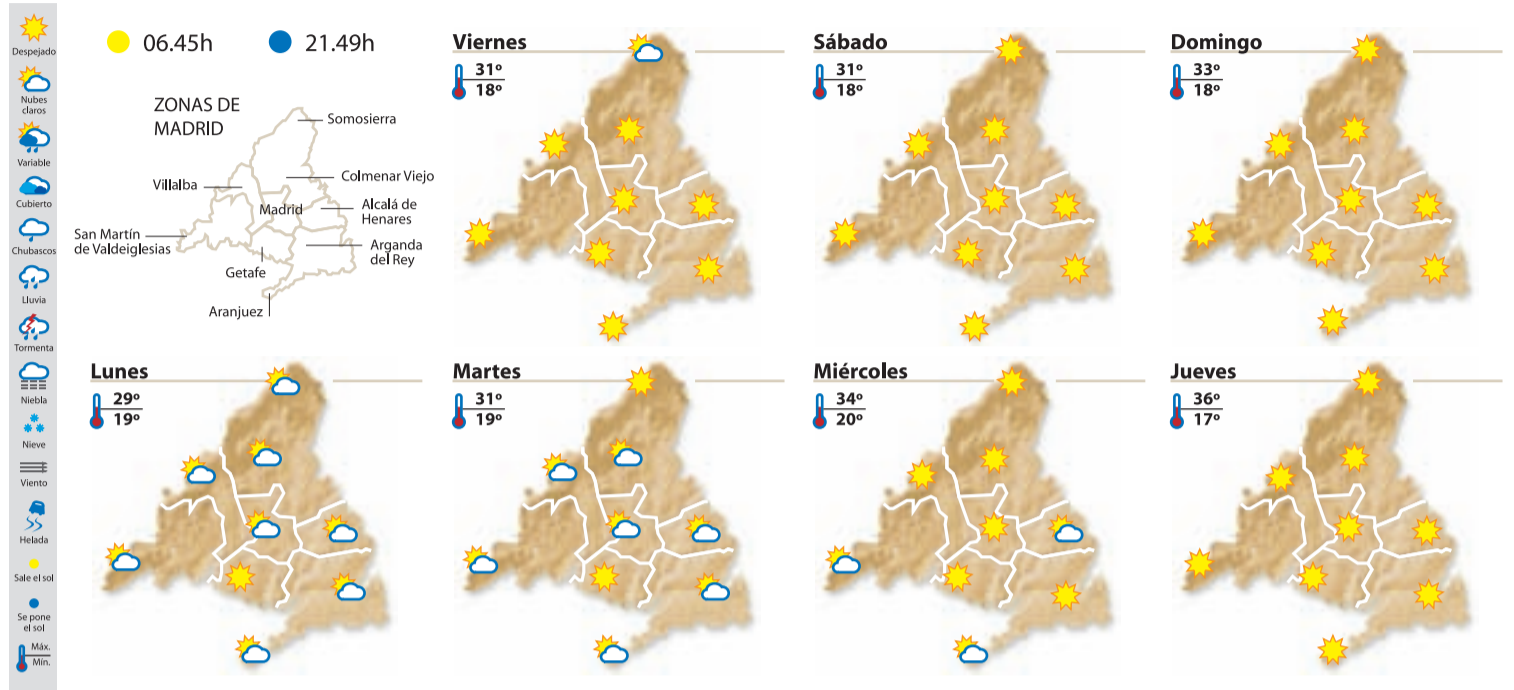 Despejado
Nubes
claros
Variable
Cubierto
Chubascos
Lluvia
Tormenta
Niebla
Nieve
Viento
Helada
Sale el sol
Se pone
el sol
Máx.
Mín.
06.45h
21.49h
ZONAS DE
MADRID
Somosierra
Colmenar Viejo
Villalba
Madrid
Alcalá de
Henares
San Martín
de Valdeiglesias
Arganda
del Rey
Getafe
Aranjuez
Viernes
31º
18º
Sábado
31º
18º
Domingo
33º
18º
Lunes
29º
19º
Martes
31º
19º
Miércoles
34º
20º
Jueves
36º
17º